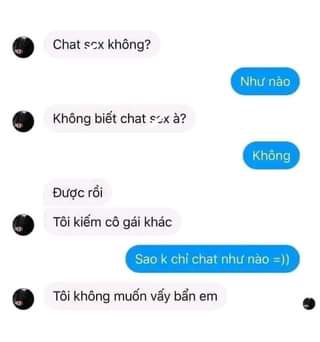 Chat sex không?
Như nào
Không biết chat sex à?
Không
Được rồi
Tôi kiếm cô gái khác
Sao k chỉ chat như nào =))
Tôi không muốn vấy bẩn em